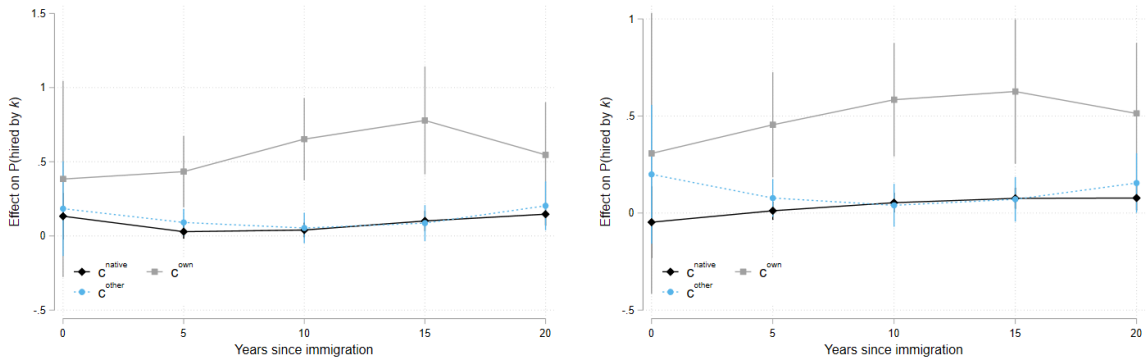 1.5
1
.5
0
-.5
Effect on P(hired by k)
C^native C^own
C^other
0 5 10 15 20
Years since immigration
1
.5
0
-.5
Effect on P(hired by k)
C^native C^own
C^other
0 5 10 15 20
Years since immigration